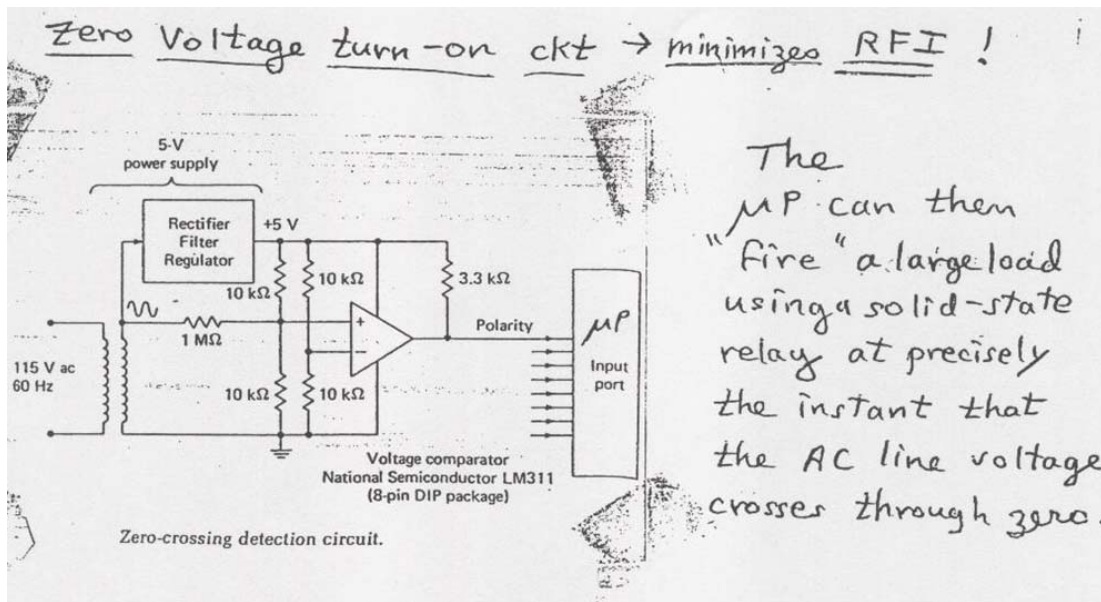 Zero Voltage turn-on ckt → minimizes RFI !
5-V
power supply
Rectifier
Filter
Regulator
+5 V
10 kΩ
10 kΩ
3.3 kΩ
1 MΩ
+
−
Polarity
μP
Input
port
115 V ac
60 Hz
10 kΩ
10 kΩ
Voltage comparator
National Semiconductor LM311
(8-pin DIP package)
Zero-crossing detection circuit.
The
μP can then
"fire" a large load
using a solid-state
relay at precisely
the instant that
the AC line voltage
crosses through zero.